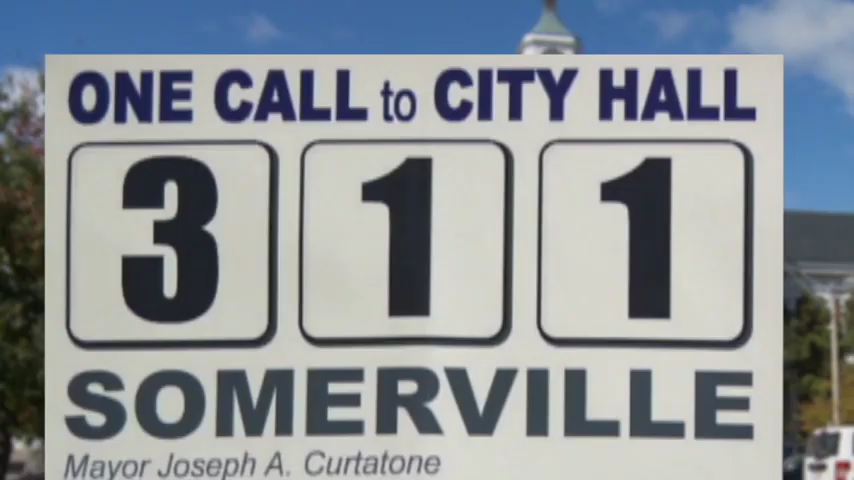 ONE CALL to CITY HALL
3 1 1
SOMERVILLE
Mayor Joseph A. Curtatone